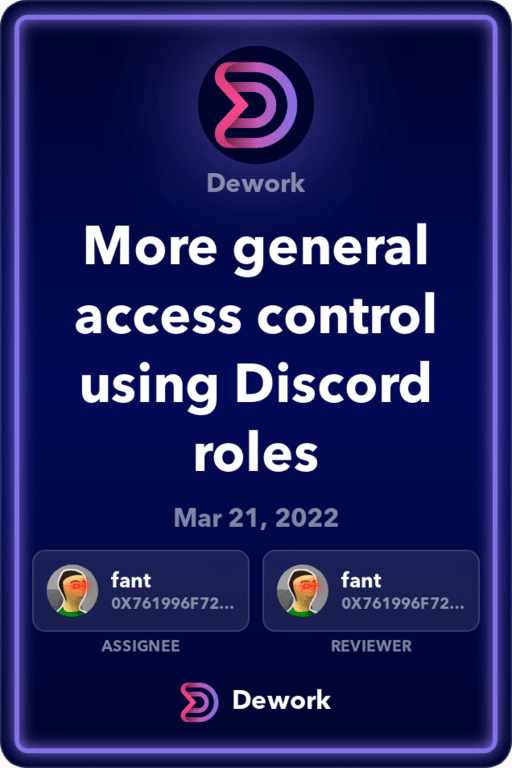 Dework
More general
access control
using Discord
roles
Mar 21, 2022
fant
0X761996F72...
ASSIGNEE
fant
0X761996F72...
REVIEWER
Dework